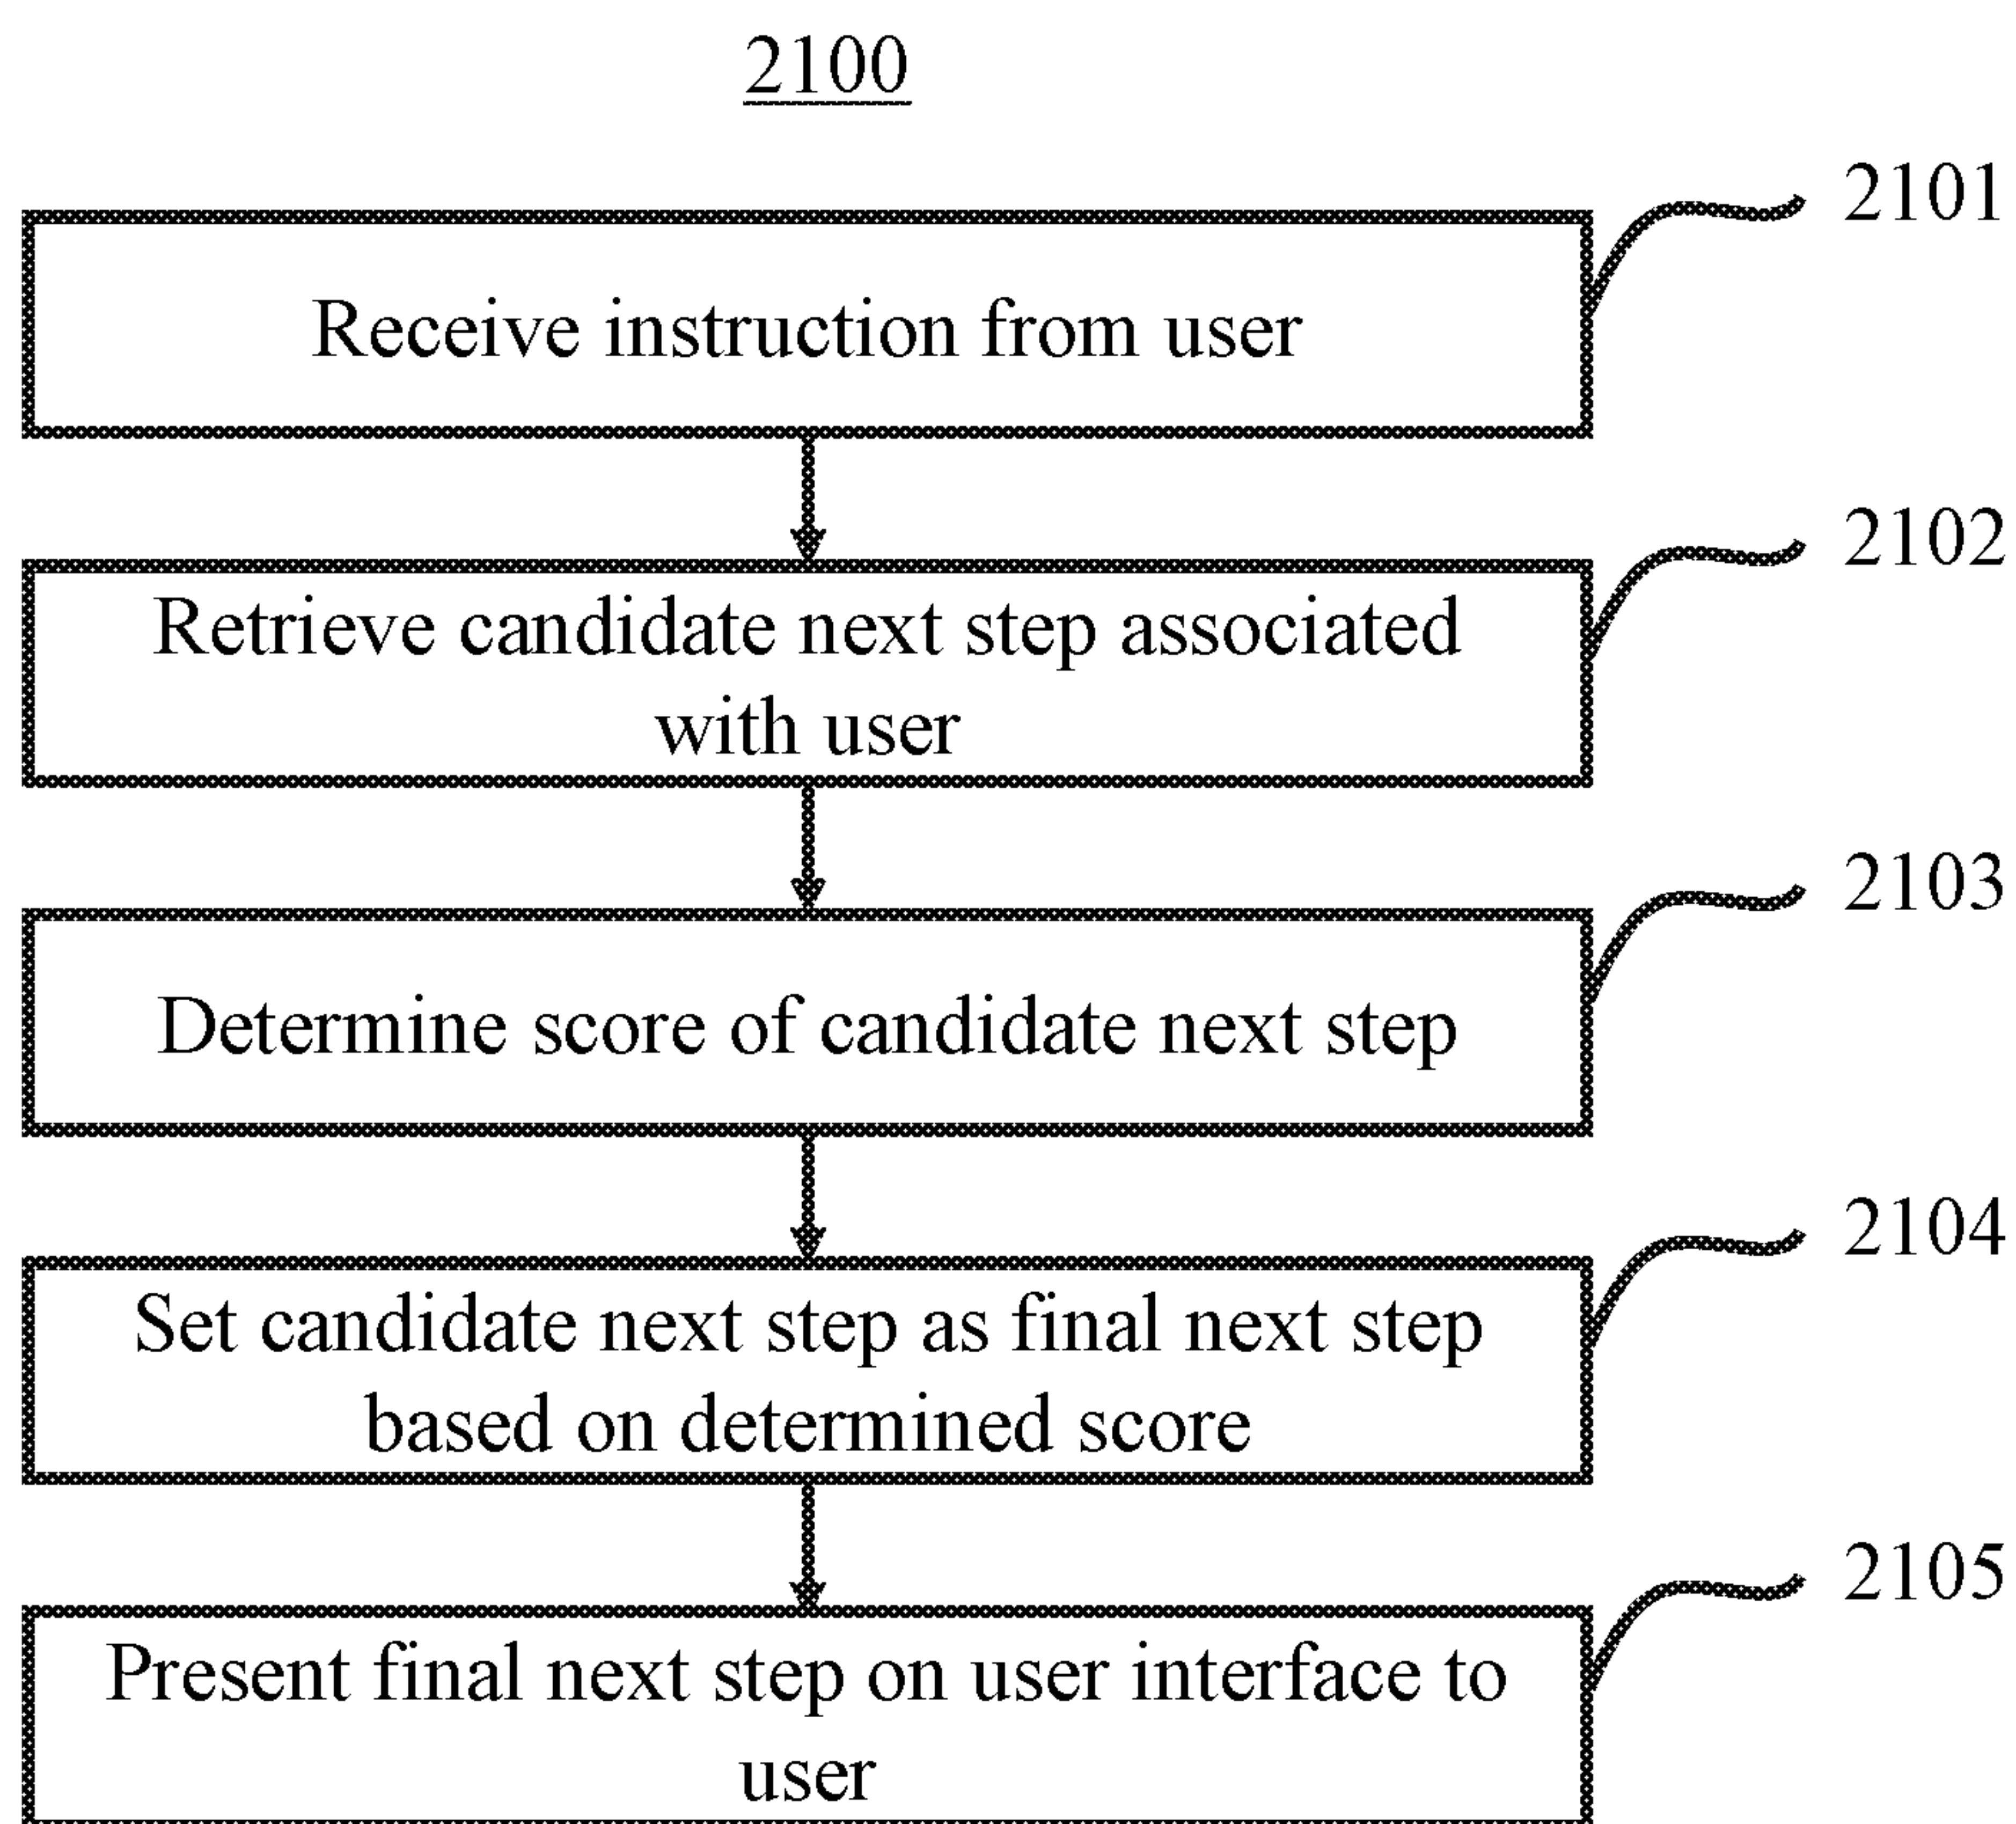 2100
2101
Receive instruction from user
2102
Retrieve candidate next step associated
with user
2103
Determine score of candidate next step
2104
Set candidate next step as final next step
based on determined score
2105
Present final next step on user interface to
user